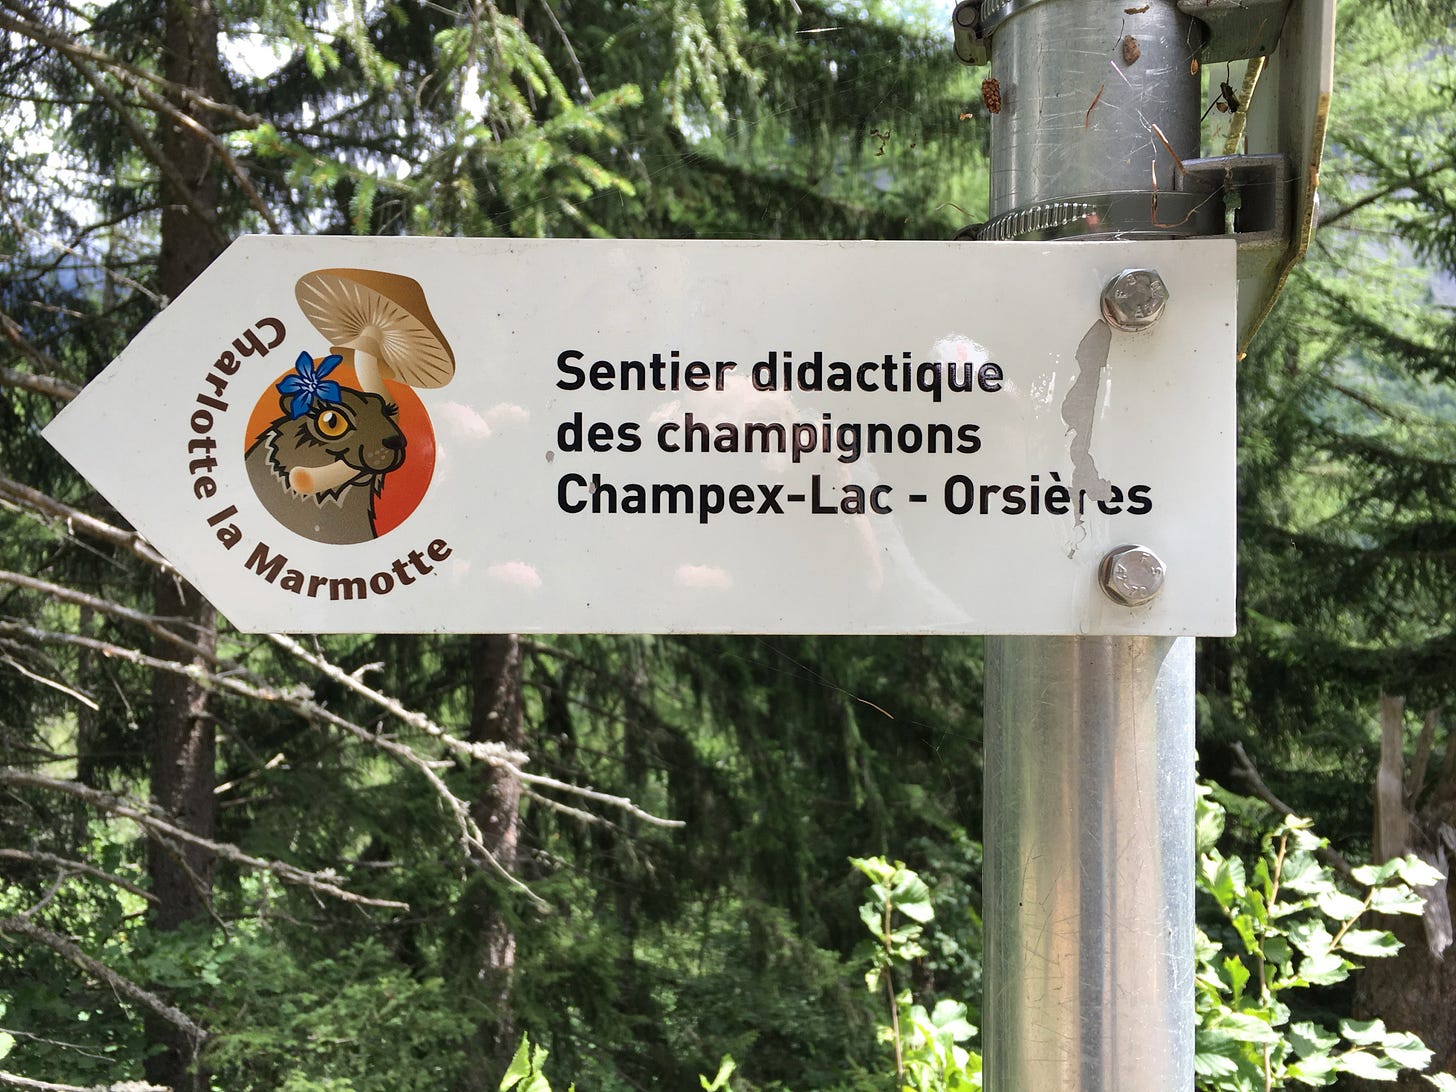 Charlotte la Marmotte
Sentier didactique
des champignons
Champex-Lac - Orsières